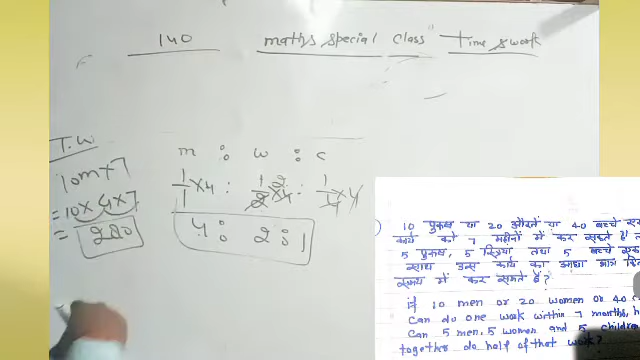 140 maths special class Time & work
T.W
10m×7
= 10×4×7
= 280
m : w : c
1/1 ×4 : 1/2 ×4 : 1/4 ×4
4 : 2 : 1
10 पुरुष या 20 औरतें या 40 बच्चे
कार्य को 7 महीनों में कर सकते हैं
5 पुरुष, 5 स्त्रियां तथा 5 बच्चे
साथ उस कार्य का आधा भाग
समय में कर सकते हैं?
if 10 men or 20 women or 40
Can do one work within 7 months,
Can 5 men, 5 women and 5
together do half of that work?